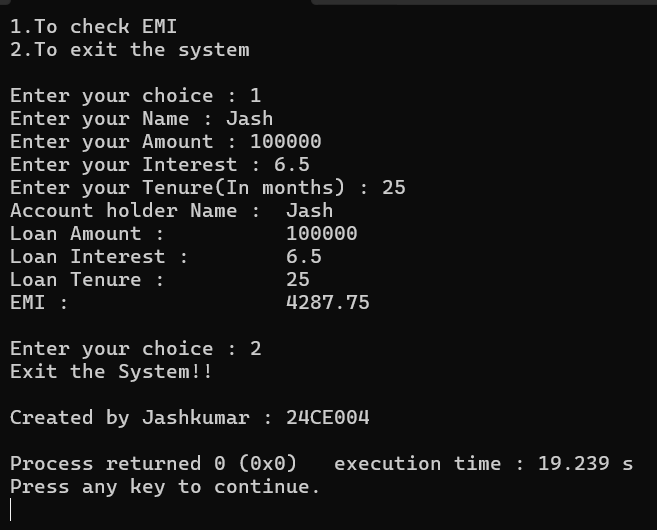 1.To check EMI
2.To exit the system
Enter your choice : 1
Enter your Name : Jash
Enter your Amount : 100000
Enter your Interest : 6.5
Enter your Tenure(In months) : 25
Account holder Name :  Jash
Loan Amount :          100000
Loan Interest :        6.5
Loan Tenure :          25
EMI :                  4287.75
Enter your choice : 2
Exit the System!!
Created by Jashkumar : 24CE004
Process returned 0 (0x0)   execution time : 19.239 s
Press any key to continue.